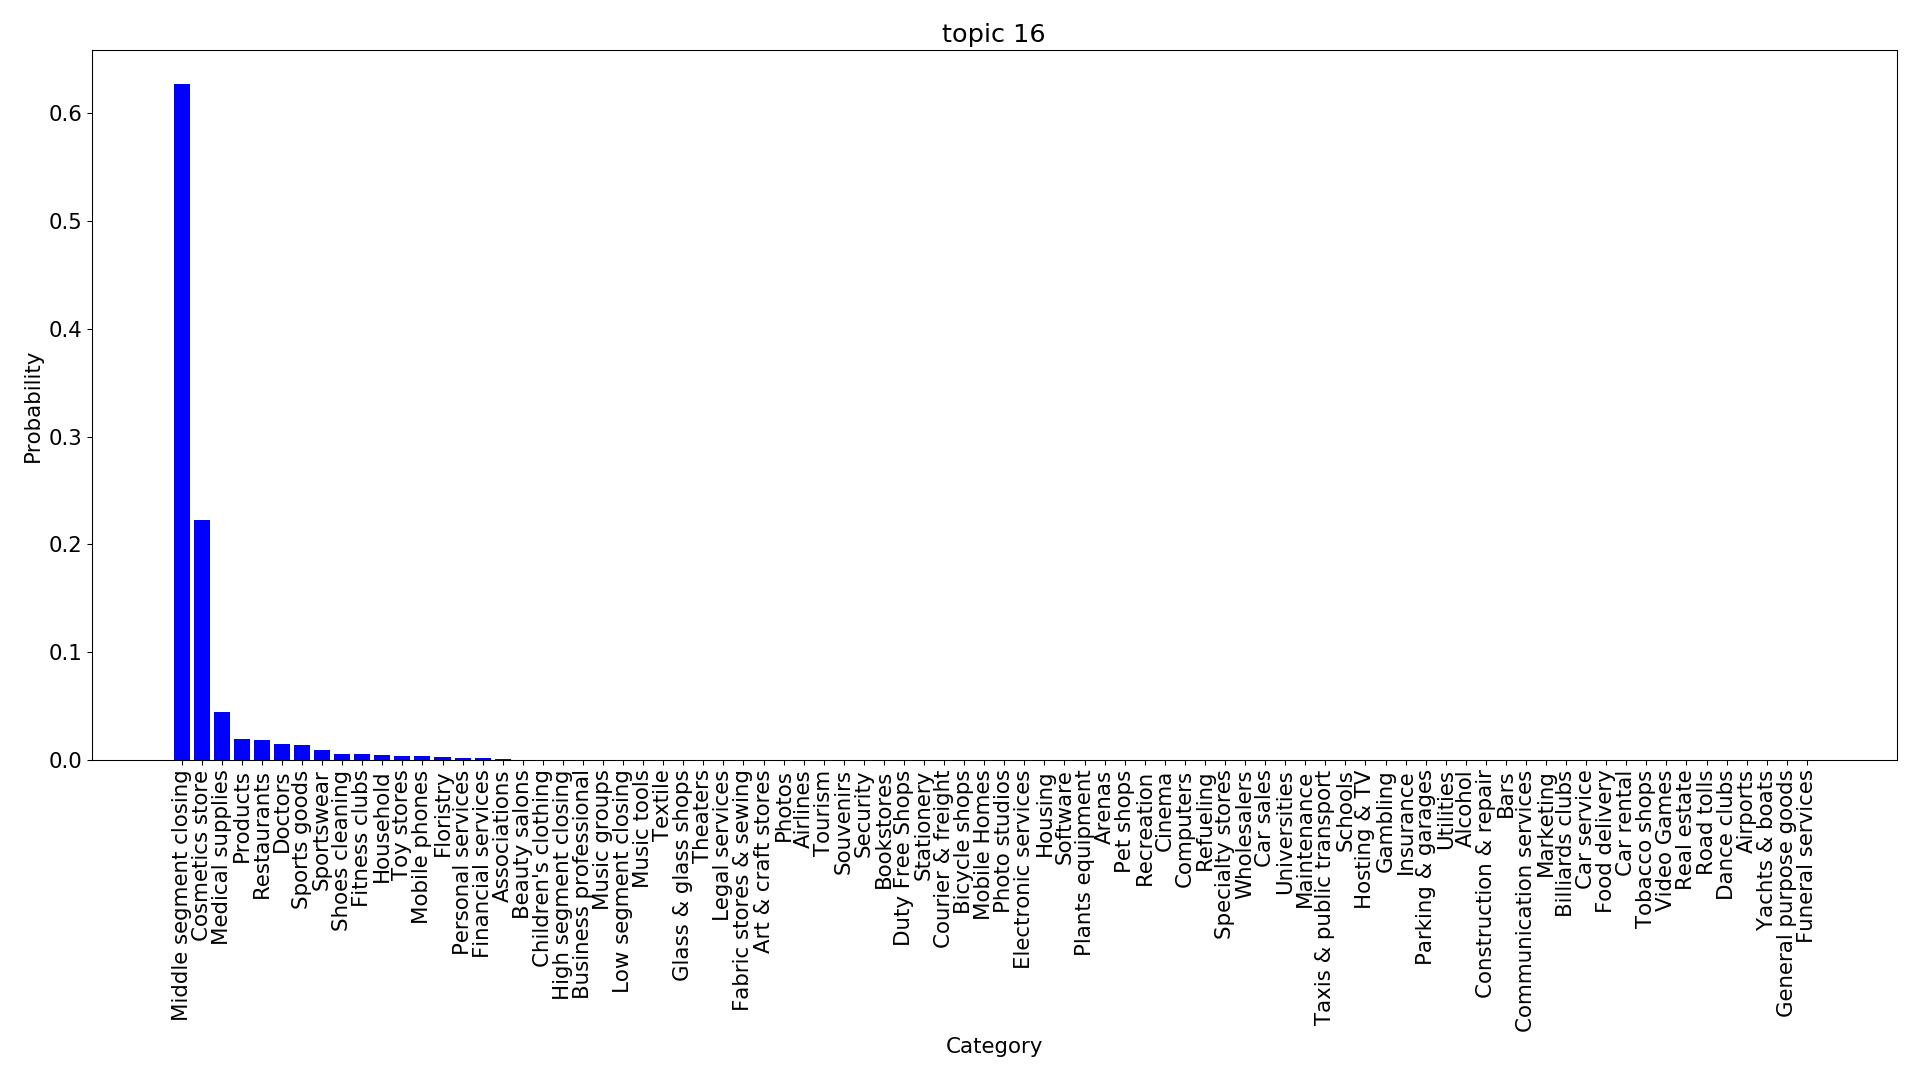 topic 16
Probability
0.6
0.5
0.4
0.3
0.2
0.1
0.0
Middle segment closing
Cosmetics store
Medical supplies
Products
Restaurants
Doctors
Sports goods
Sportswear
Shoes cleaning
Fitness clubs
Household
Toy stores
Mobile phones
Floristry
Personal services
Financial services
Associations
Beauty salons
Children's clothing
High segment closing
Business professional
Music groups
Low segment closing
Music tools
Textile
Glass & glass shops
Theaters
Legal services
Fabric stores & sewing
Art & craft stores
Photos
Airlines
Tourism
Souvenirs
Security
Bookstores
Duty Free Shops
Stationery
Courier & freight
Bicycle shops
Mobile Homes
Photo studios
Electronic services
Housing
Software
Plants equipment
Arenas
Pet shops
Recreation
Cinema
Computers
Refueling
Specialty stores
Wholesalers
Car sales
Universities
Maintenance
Taxis & public transport
Schools
Hosting & TV
Gambling
Insurance
Parking & garages
Utilities
Alcohol
Construction & repair
Bars
Communication services
Marketing
Billiards clubs
Car service
Food delivery
Car rental
Tobacco shops
Video Games
Real estate
Road tolls
Dance clubs
Airports
Yachts & boats
General purpose goods
Funeral services
Category